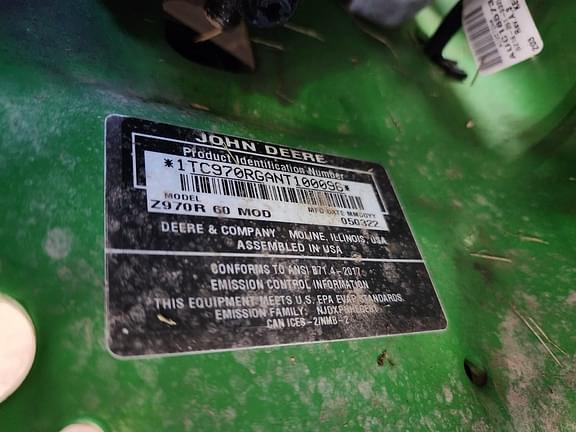 JOHN DEERE
Product Identification Number
*1TC970RGANT100096*
MODEL MFG DATE MMDDYY
Z970R 60 MOD 050322
DEERE & COMPANY MOLINE, ILLINOIS, USA
ASSEMBLED IN USA
CONFORMS TO ANSI B71.4-2017
EMISSION CONTROL INFORMATION
THIS EQUIPMENT MEETS U.S. EPA EVAP STANDARDS.
EMISSION FAMILY:
CAN ICES-2/NMB-2